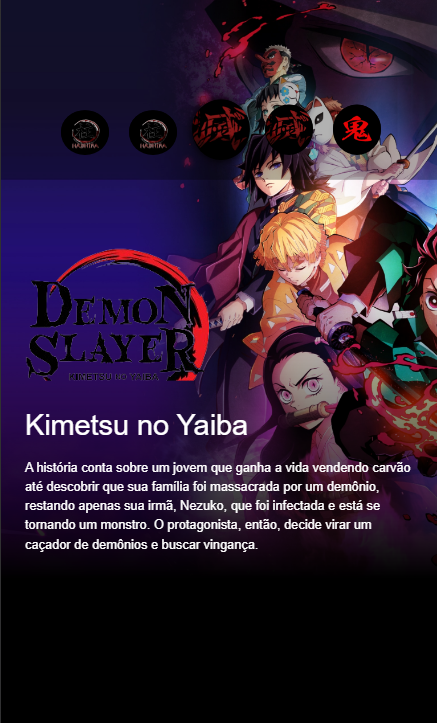 鬼
DEMON
SLAYER
KIMETSU NO YAIBA
Kimetsu no Yaiba
A história conta sobre um jovem que ganha a vida vendendo carvão
até descobrir que sua família foi massacrada por um demônio,
restando apenas sua irmã, Nezuko, que foi infectada e está se
tornando um monstro. O protagonista, então, decide virar um
caçador de demônios e buscar vingança.